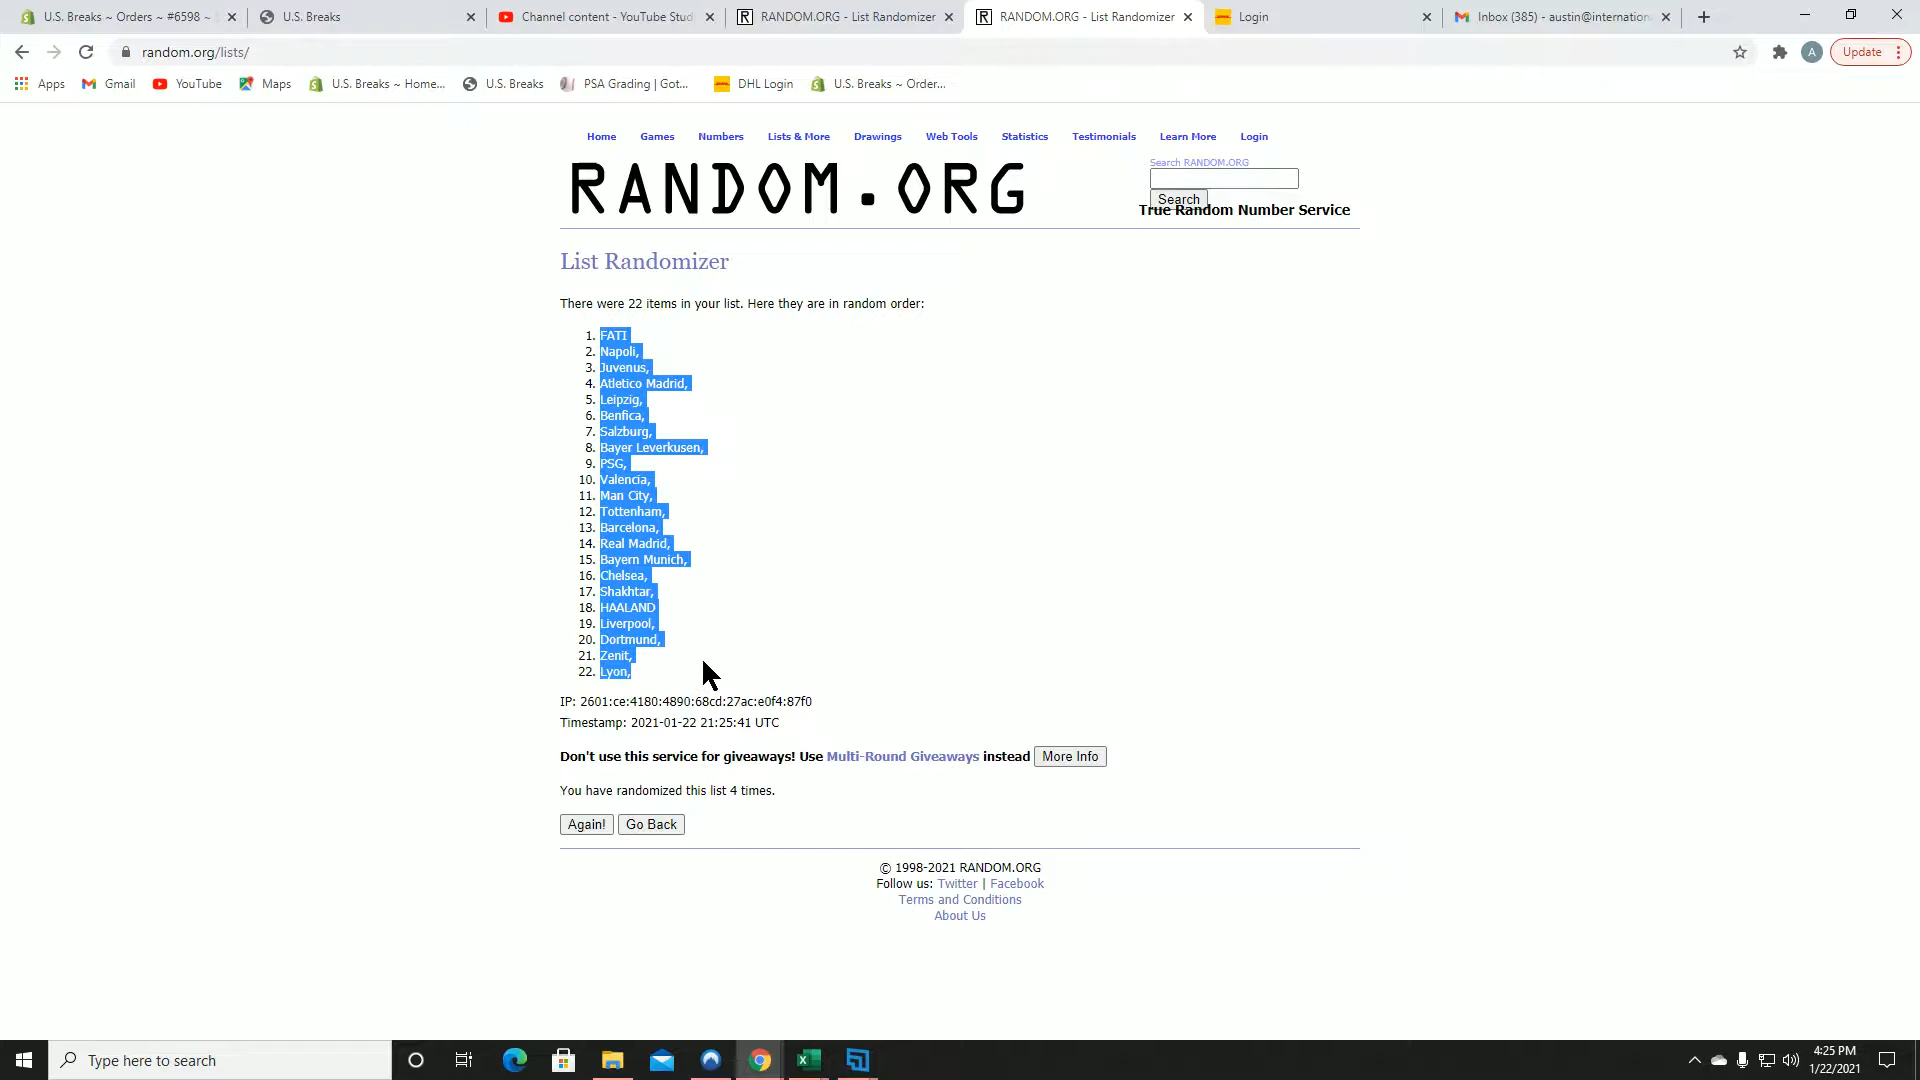 U.S. Breaks ~ Orders ~ #6598 ~
U.S. Breaks
Channel content - YouTube Stud
RANDOM.ORG - List Randomizer
RANDOM.ORG - List Randomizer
Login
Inbox (385) - austin@internation
random.org/lists/
A
Update
Apps
Gmail
YouTube
Maps
U.S. Breaks ~ Home...
U.S. Breaks
PSA Grading | Got...
DHL Login
U.S. Breaks ~ Order...
Home Games Numbers Lists & More Drawings Web Tools Statistics Testimonials Learn More Login
RANDOM.ORG
Search RANDOM.ORG
Search
True Random Number Service
List Randomizer
There were 22 items in your list. Here they are in random order:
1. FATI
2. Napoli,
3. Juvenus,
4. Atletico Madrid,
5. Leipzig,
6. Benfica,
7. Salzburg,
8. Bayer Leverkusen,
9. PSG,
10. Valencia,
11. Man City,
12. Tottenham,
13. Barcelona,
14. Real Madrid,
15. Bayern Munich,
16. Chelsea,
17. Shakhtar,
18. HAALAND
19. Liverpool,
20. Dortmund,
21. Zenit,
22. Lyon,
IP: 2601:ce:4180:4890:68cd:27ac:e0f4:87f0
Timestamp: 2021-01-22 21:25:41 UTC
Don't use this service for giveaways! Use Multi-Round Giveaways instead More Info
You have randomized this list 4 times.
Again! Go Back
© 1998-2021 RANDOM.ORG
Follow us: Twitter | Facebook
Terms and Conditions
About Us
Type here to search
4:25 PM
1/22/2021